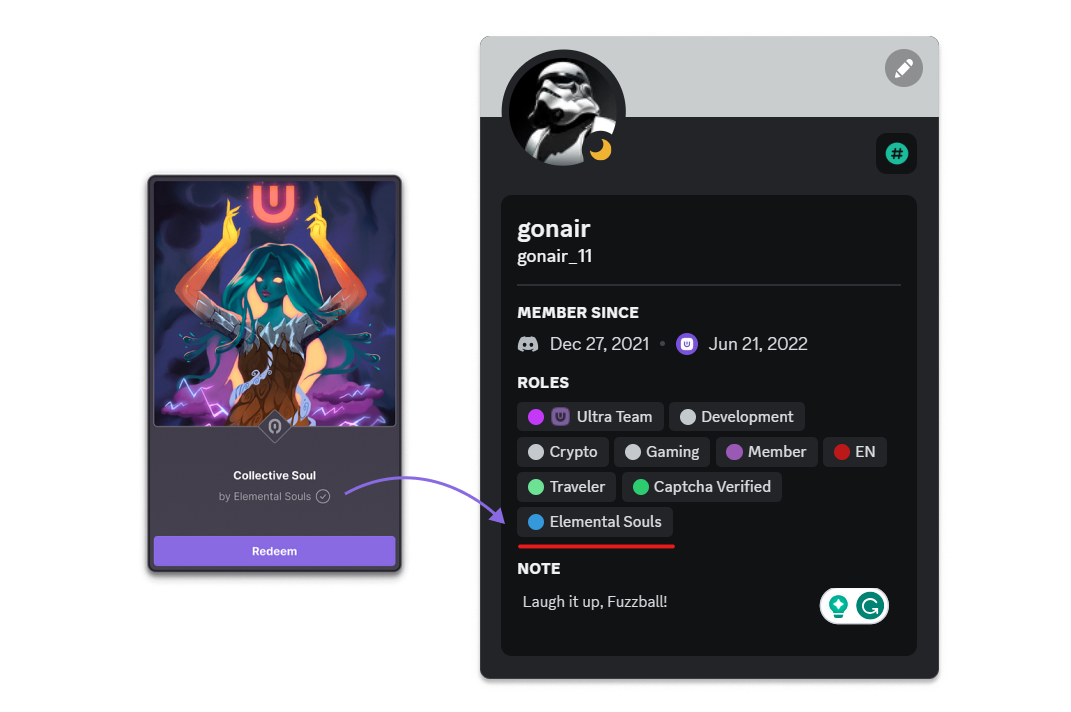 Collective Soul
by Elemental Souls
Redeem
gonair
gonair_11
MEMBER SINCE
Dec 27, 2021 • Jun 21, 2022
ROLES
Ultra Team Development
Crypto Gaming Member EN
Traveler Captcha Verified
Elemental Souls
NOTE
Laugh it up, Fuzzball!